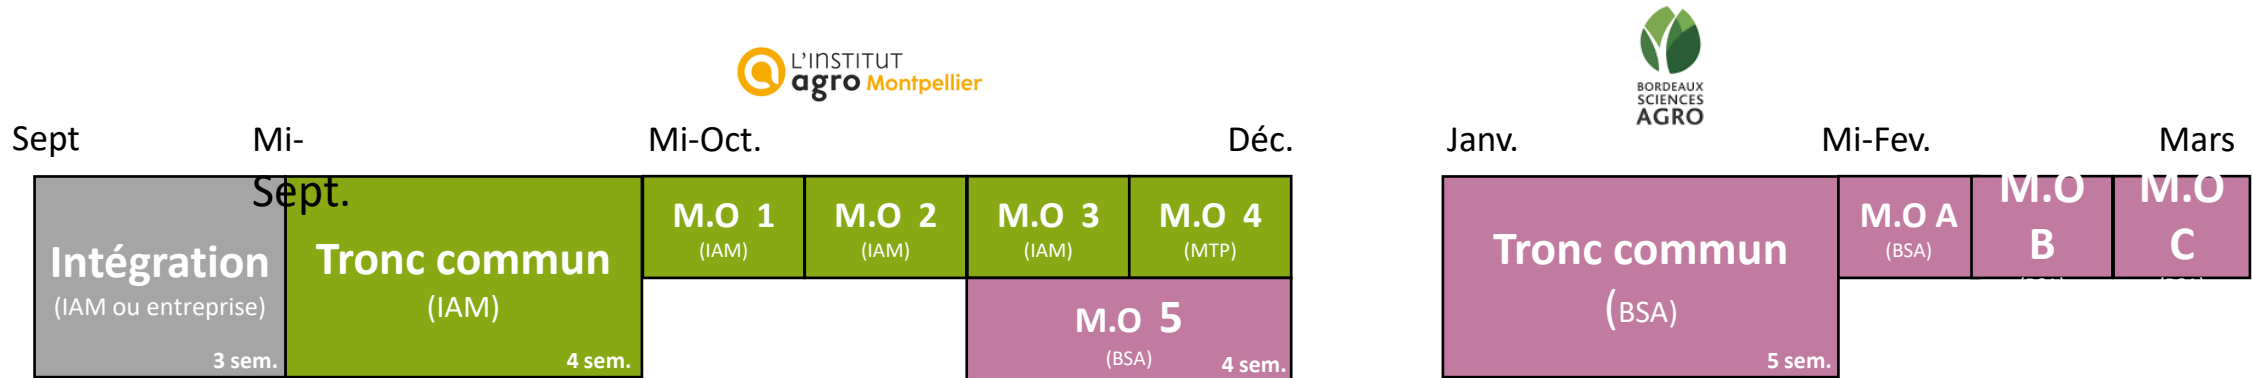 L'INSTITUT
agro Montpellier
BORDEAUX
SCIENCES
AGRO
Sept
Mi-
Sept.
Mi-Oct.
Déc.
Janv.
Mi-Fev.
Mars
Intégration
(IAM ou entreprise)
3 sem.
Tronc commun
(IAM)
4 sem.
M.O 1
(IAM)
M.O 2
(IAM)
M.O 3
(IAM)
M.O 4
(MTP)
M.O 5
(BSA)
4 sem.
Tronc commun
(BSA)
5 sem.
M.O A
(BSA)
M.O
B
M.O
C